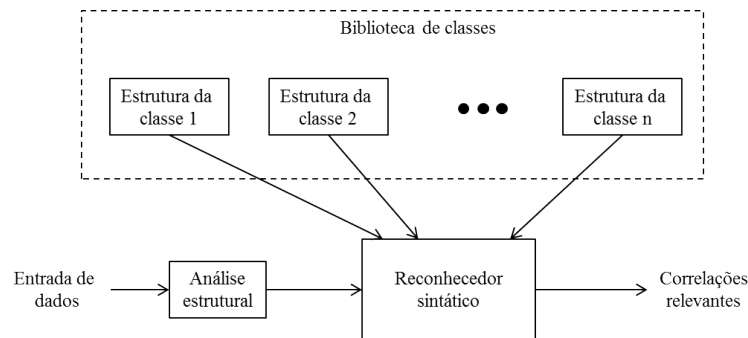 Biblioteca de classes
Estrutura da
classe 1
Estrutura da
classe 2
Estrutura da
classe n
Entrada de
dados
Análise
estrutural
Reconhecedor
sintático
Correlações
relevantes